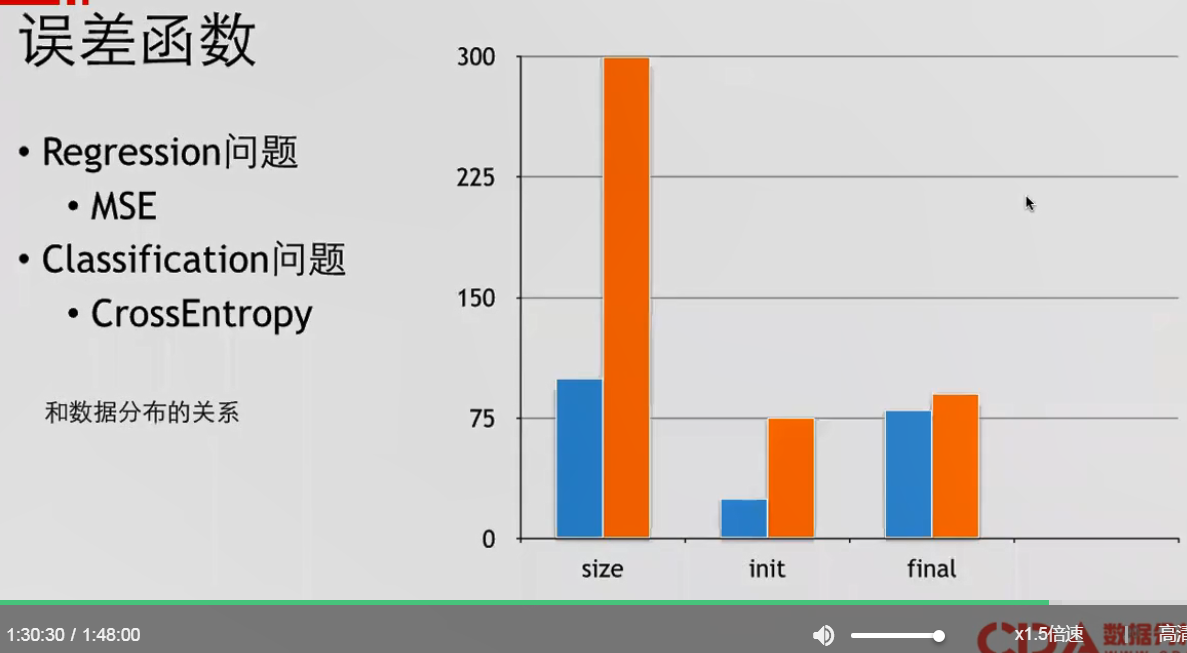 误差函数
• Regression问题
• MSE
• Classification问题
• CrossEntropy
和数据分布的关系
300
225
150
75
0
size init final
1:30:30 / 1:48:00
x1.5倍速
高清
CDA 数据